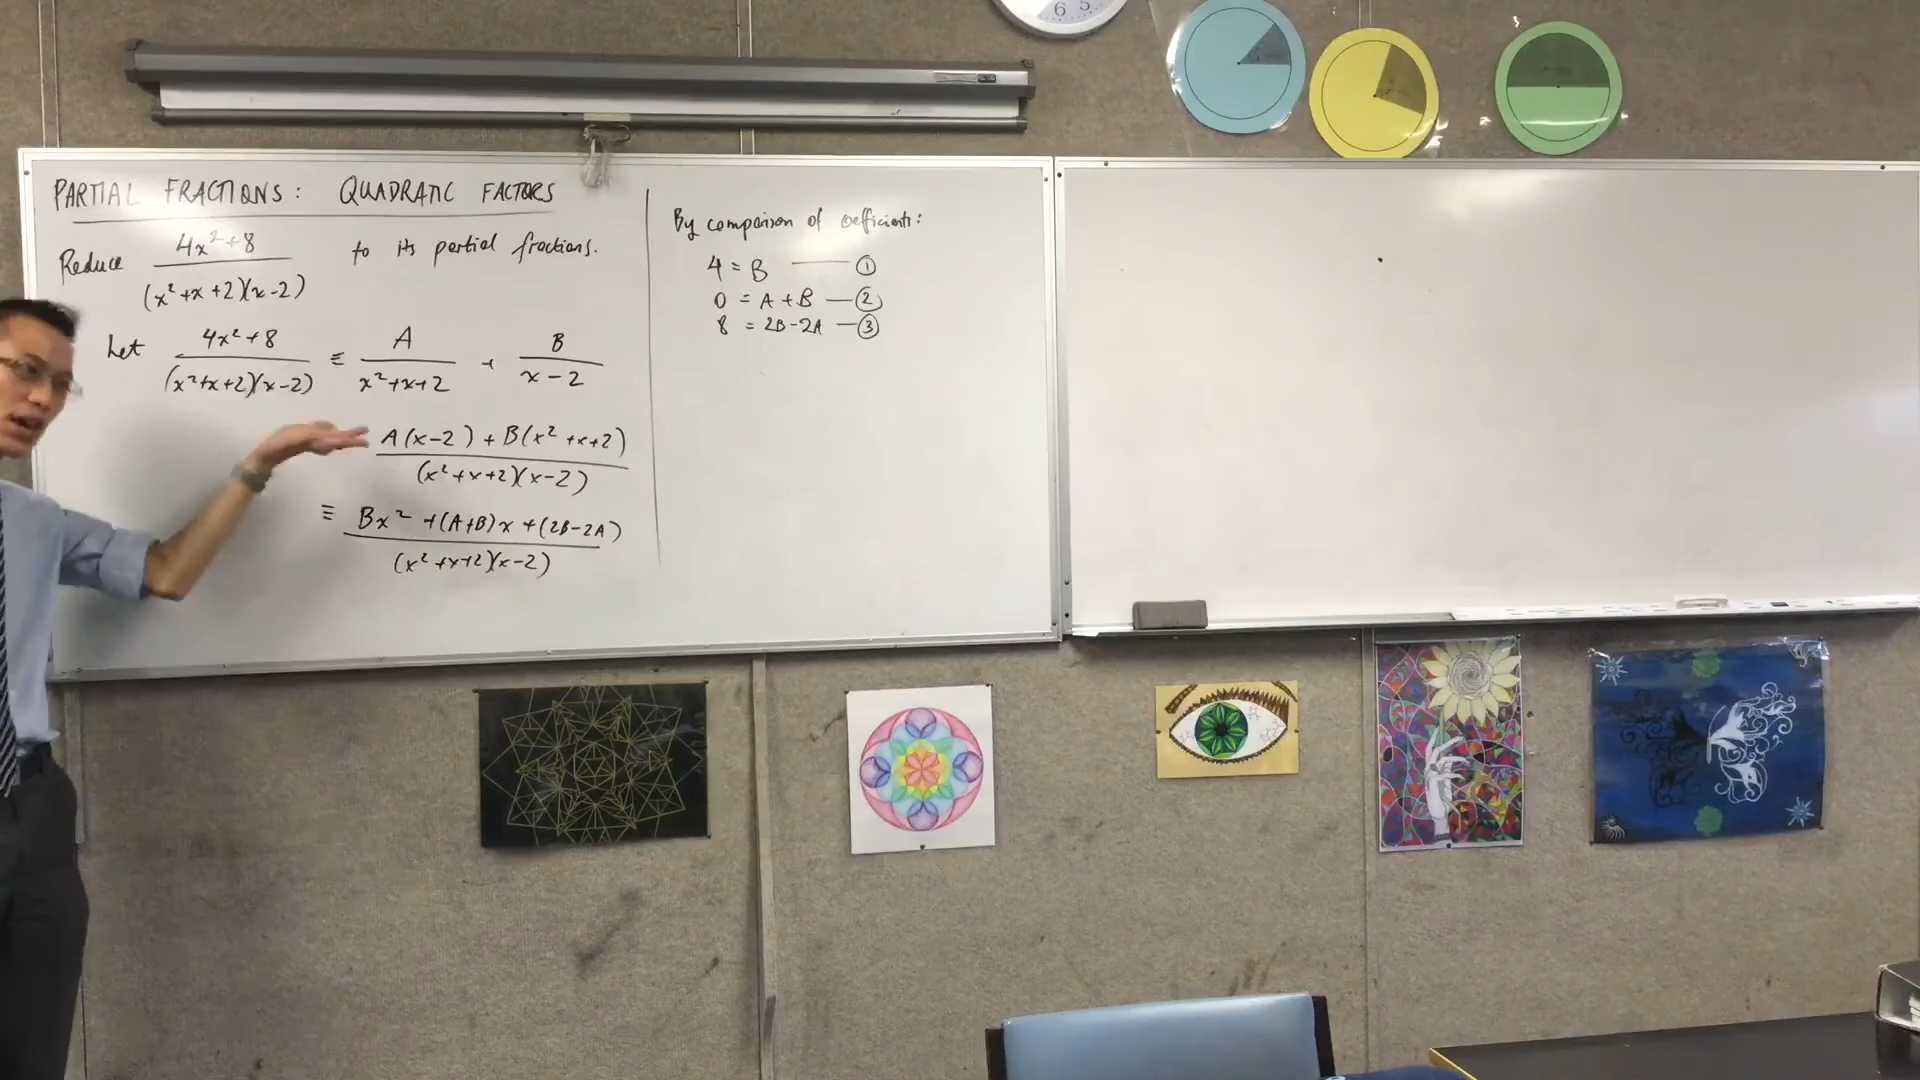 PARTIAL FRACTIONS: QUADRATIC FACTORS
Reduce (4x²+8)/((x²+x+2)(x-2)) to its partial fractions.
Let (4x²+8)/((x²+x+2)(x-2)) ≡ A/(x²+x+2) + B/(x-2)
(A(x-2) + B(x²+x+2))/((x²+x+2)(x-2))
≡ (Bx² + (A+B)x + (2B-2A))/((x²+x+2)(x-2))
By comparison of coefficients:
4 = B — ①
0 = A + B — ②
8 = 2B-2A — ③
6 5